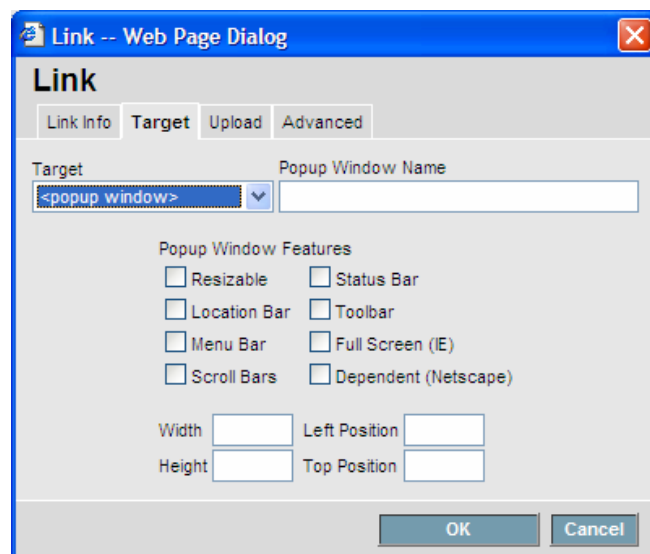 Link -- Web Page Dialog
Link
Link Info Target Upload Advanced
Target Popup Window Name
<popup window>
Popup Window Features
Resizable Status Bar
Location Bar Toolbar
Menu Bar Full Screen (IE)
Scroll Bars Dependent (Netscape)
Width Left Position
Height Top Position
OK Cancel